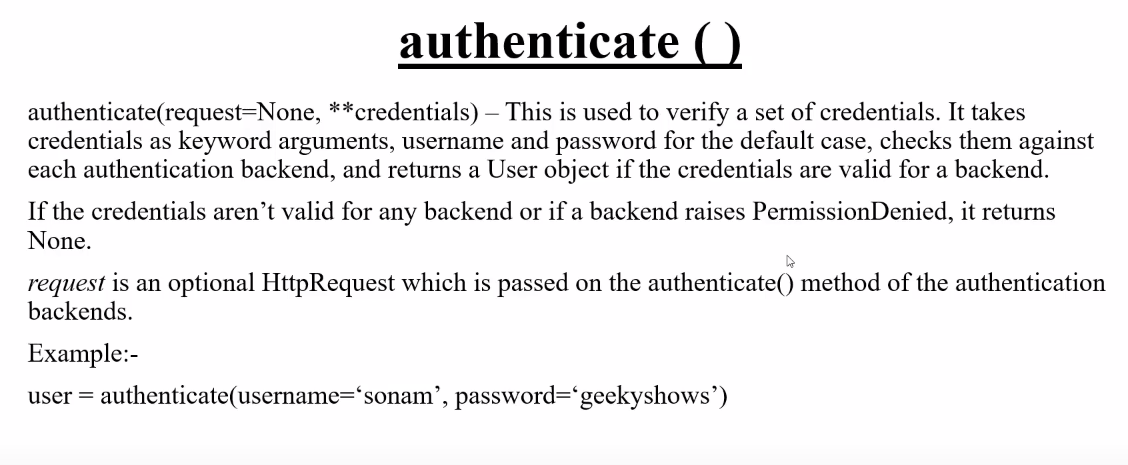 authenticate ( )
authenticate(request=None, **credentials) – This is used to verify a set of credentials. It takes
credentials as keyword arguments, username and password for the default case, checks them against
each authentication backend, and returns a User object if the credentials are valid for a backend.
If the credentials aren’t valid for any backend or if a backend raises PermissionDenied, it returns
None.
request is an optional HttpRequest which is passed on the authenticate() method of the authentication
backends.
Example:-
user = authenticate(username=‘sonam’, password=‘geekyshows’)